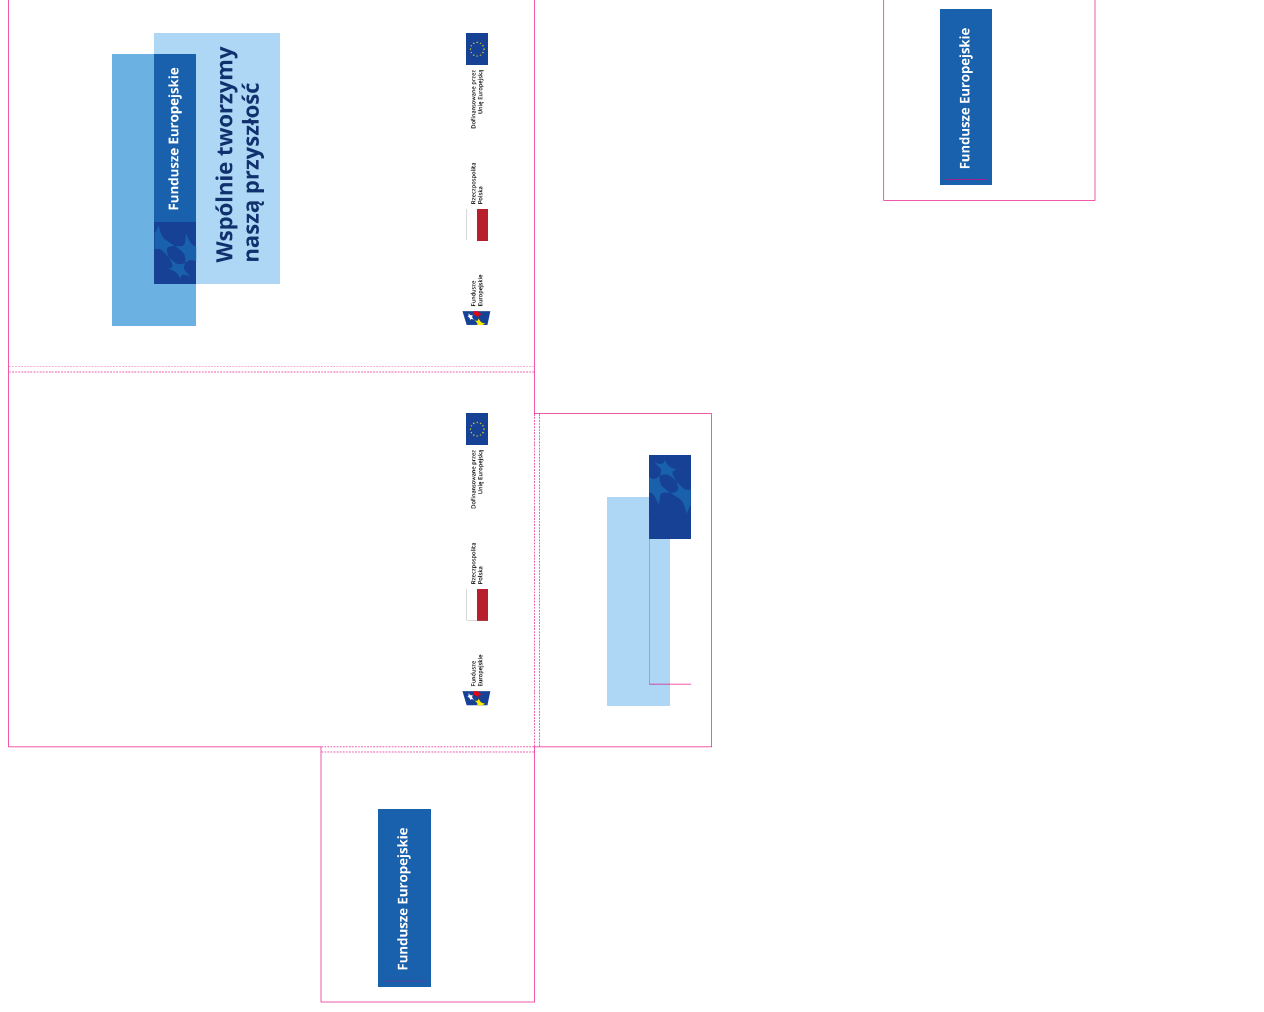 Fundusze Europejskie
Wspólnie tworzymy
naszą przyszłość
Fundusze
Europejskie
Rzeczpospolita
Polska
Dofinansowane przez
Unię Europejską
Fundusze Europejskie
Fundusze
Europejskie
Rzeczpospolita
Polska
Dofinansowane przez
Unię Europejską
Fundusze Europejskie